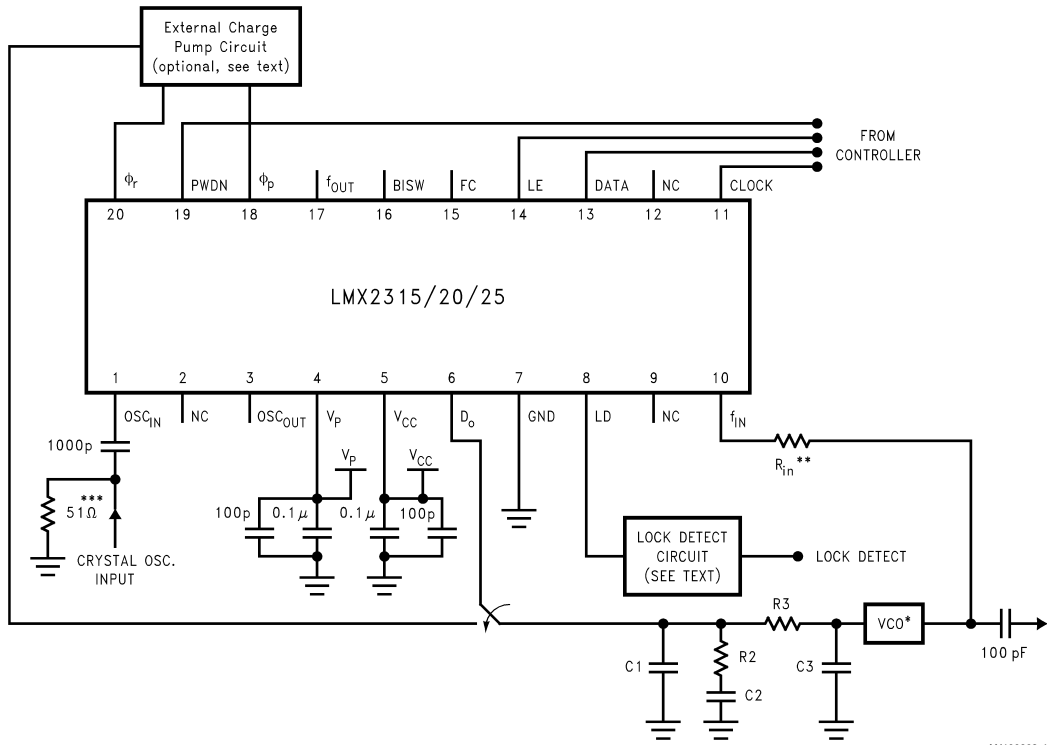 External Charge
Pump Circuit
(optional, see text)
FROM
CONTROLLER
ϕr PWDN ϕp fOUT BISW FC LE DATA NC CLOCK
20 19 18 17 16 15 14 13 12 11
LMX2315/20/25
1 2 3 4 5 6 7 8 9 10
OSCIN NC OSCOUT VP VCC Do GND LD NC fIN
1000p
Rin**
VP VCC
***
51Ω
100p 0.1μ 0.1μ 100p
CRYSTAL OSC.
INPUT
LOCK DETECT
CIRCUIT
(SEE TEXT)
LOCK DETECT
R3
VCO*
100 pF
C1 R2 C3
C2